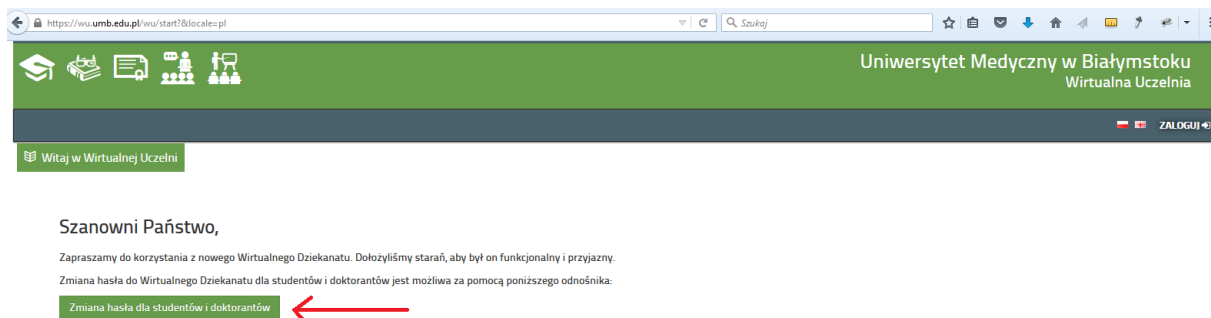 https://wu.umb.edu.pl/wu/start?&locale=pl
Szukaj
Uniwersytet Medyczny w Białymstoku
Wirtualna Uczelnia
ZALOGUJ
Witaj w Wirtualnej Uczelni
Szanowni Państwo,
Zapraszamy do korzystania z nowego Wirtualnego Dziekanatu. Dołożyliśmy starań, aby był on funkcjonalny i przyjazny.
Zmiana hasła do Wirtualnego Dziekanatu dla studentów i doktorantów jest możliwa za pomocą poniższego odnośnika:
Zmiana hasła dla studentów i doktorantów